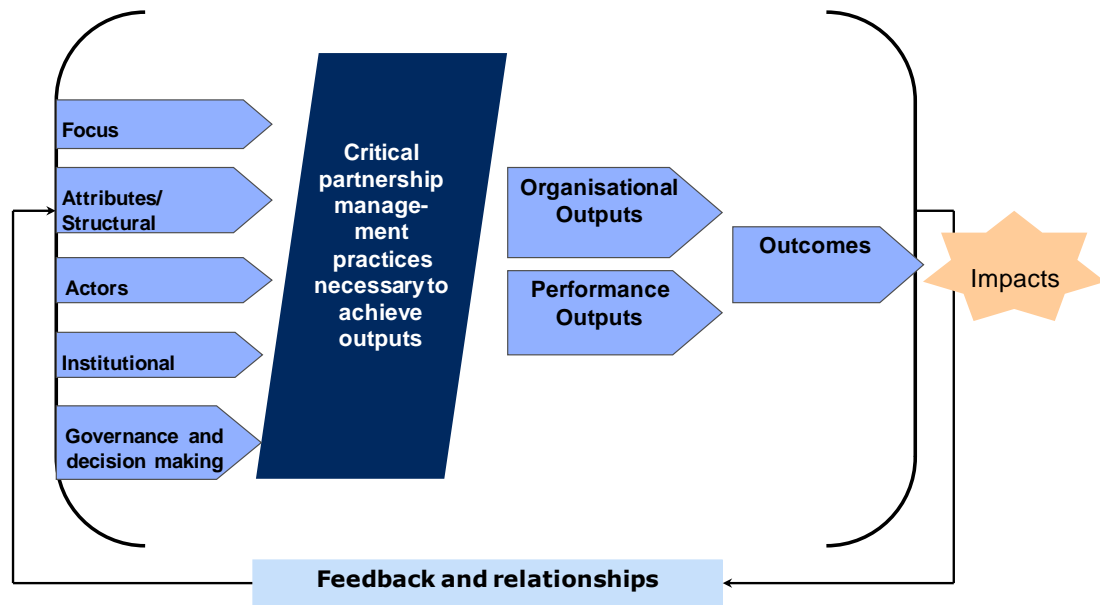 Focus
Attributes/
Structural
Actors
Institutional
Governance and
decision making
Critical
partnership
manage-
ment
practices
necessary to
achieve
outputs
Organisational
Outputs
Performance
Outputs
Outcomes
Impacts
Feedback and relationships